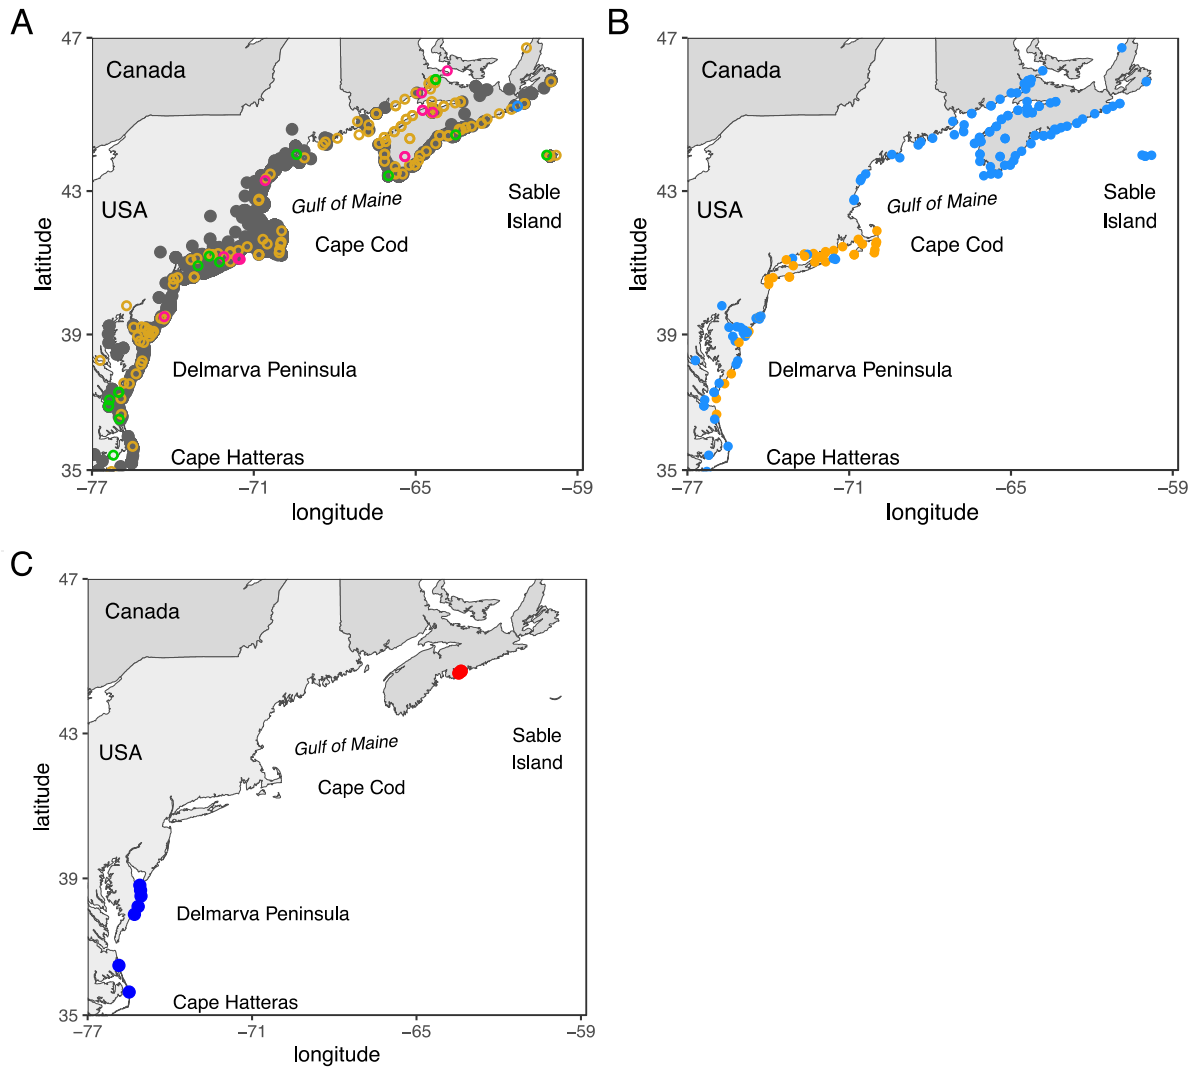 A
47
43
39
35
latitude
Canada
USA
Gulf of Maine
Cape Cod
Sable
Island
Delmarva Peninsula
Cape Hatteras
−77
−71
−65
−59
longitude
B
47
43
39
35
latitude
Canada
USA
Gulf of Maine
Cape Cod
Sable
Island
Delmarva Peninsula
Cape Hatteras
−77
−71
−65
−59
longitude
C
47
43
39
35
latitude
Canada
USA
Gulf of Maine
Cape Cod
Sable
Island
Delmarva Peninsula
Cape Hatteras
−77
−71
−65
−59
longitude